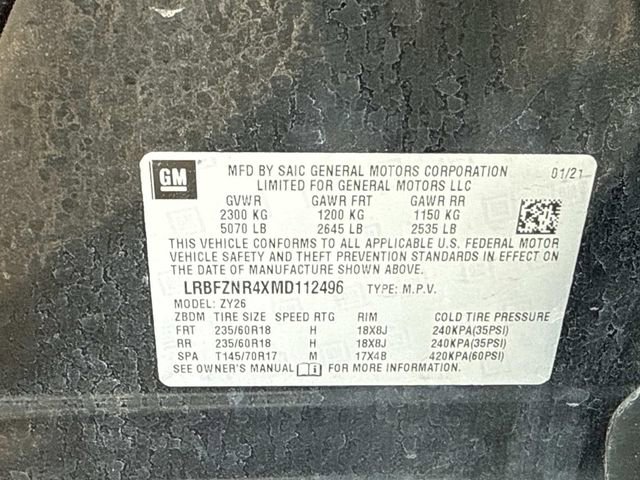 GM
MFD BY SAIC GENERAL MOTORS CORPORATION 01/21
LIMITED FOR GENERAL MOTORS LLC
GVWR GAWR FRT GAWR RR
2300 KG 1200 KG 1150 KG
5070 LB 2645 LB 2535 LB
THIS VEHICLE CONFORMS TO ALL APPLICABLE U.S. FEDERAL MOTOR
VEHICLE SAFETY AND THEFT PREVENTION STANDARDS IN EFFECT
ON THE DATE OF MANUFACTURE SHOWN ABOVE.
LRBFZNR4XMD112496 TYPE: M.P.V.
MODEL: ZY26
ZBDM TIRE SIZE SPEED RTG RIM COLD TIRE PRESSURE
FRT 235/60R18 H 18X8J 240KPA(35PSI)
RR 235/60R18 H 18X8J 240KPA(35PSI)
SPA T145/70R17 M 17X4B 420KPA(60PSI)
SEE OWNER'S MANUAL i FOR MORE INFORMATION.